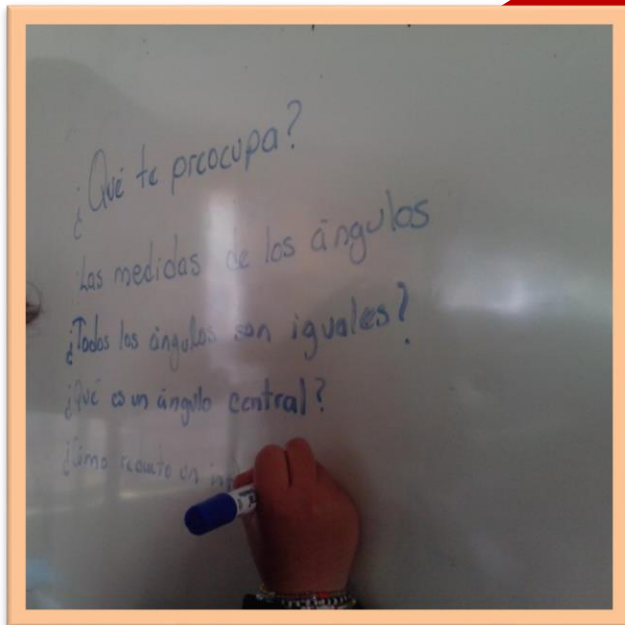 ¿Qué te preocupa?
Las medidas de los ángulos
¿Todos los ángulos son iguales?
¿Qué es un ángulo central?
¿Cómo un